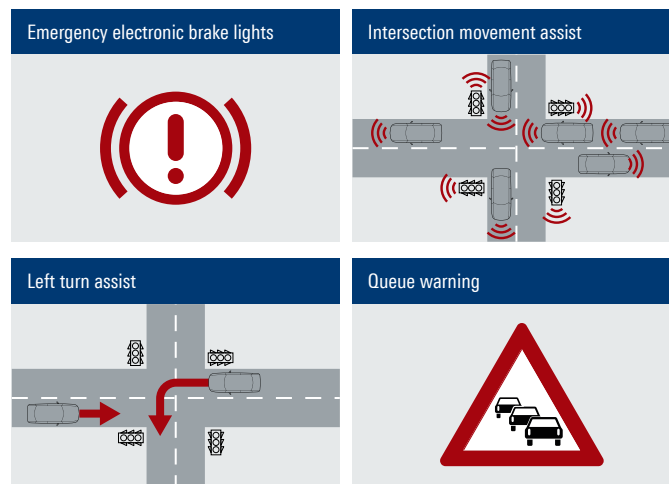 Emergency electronic brake lights
Intersection movement assist
Left turn assist
Queue warning